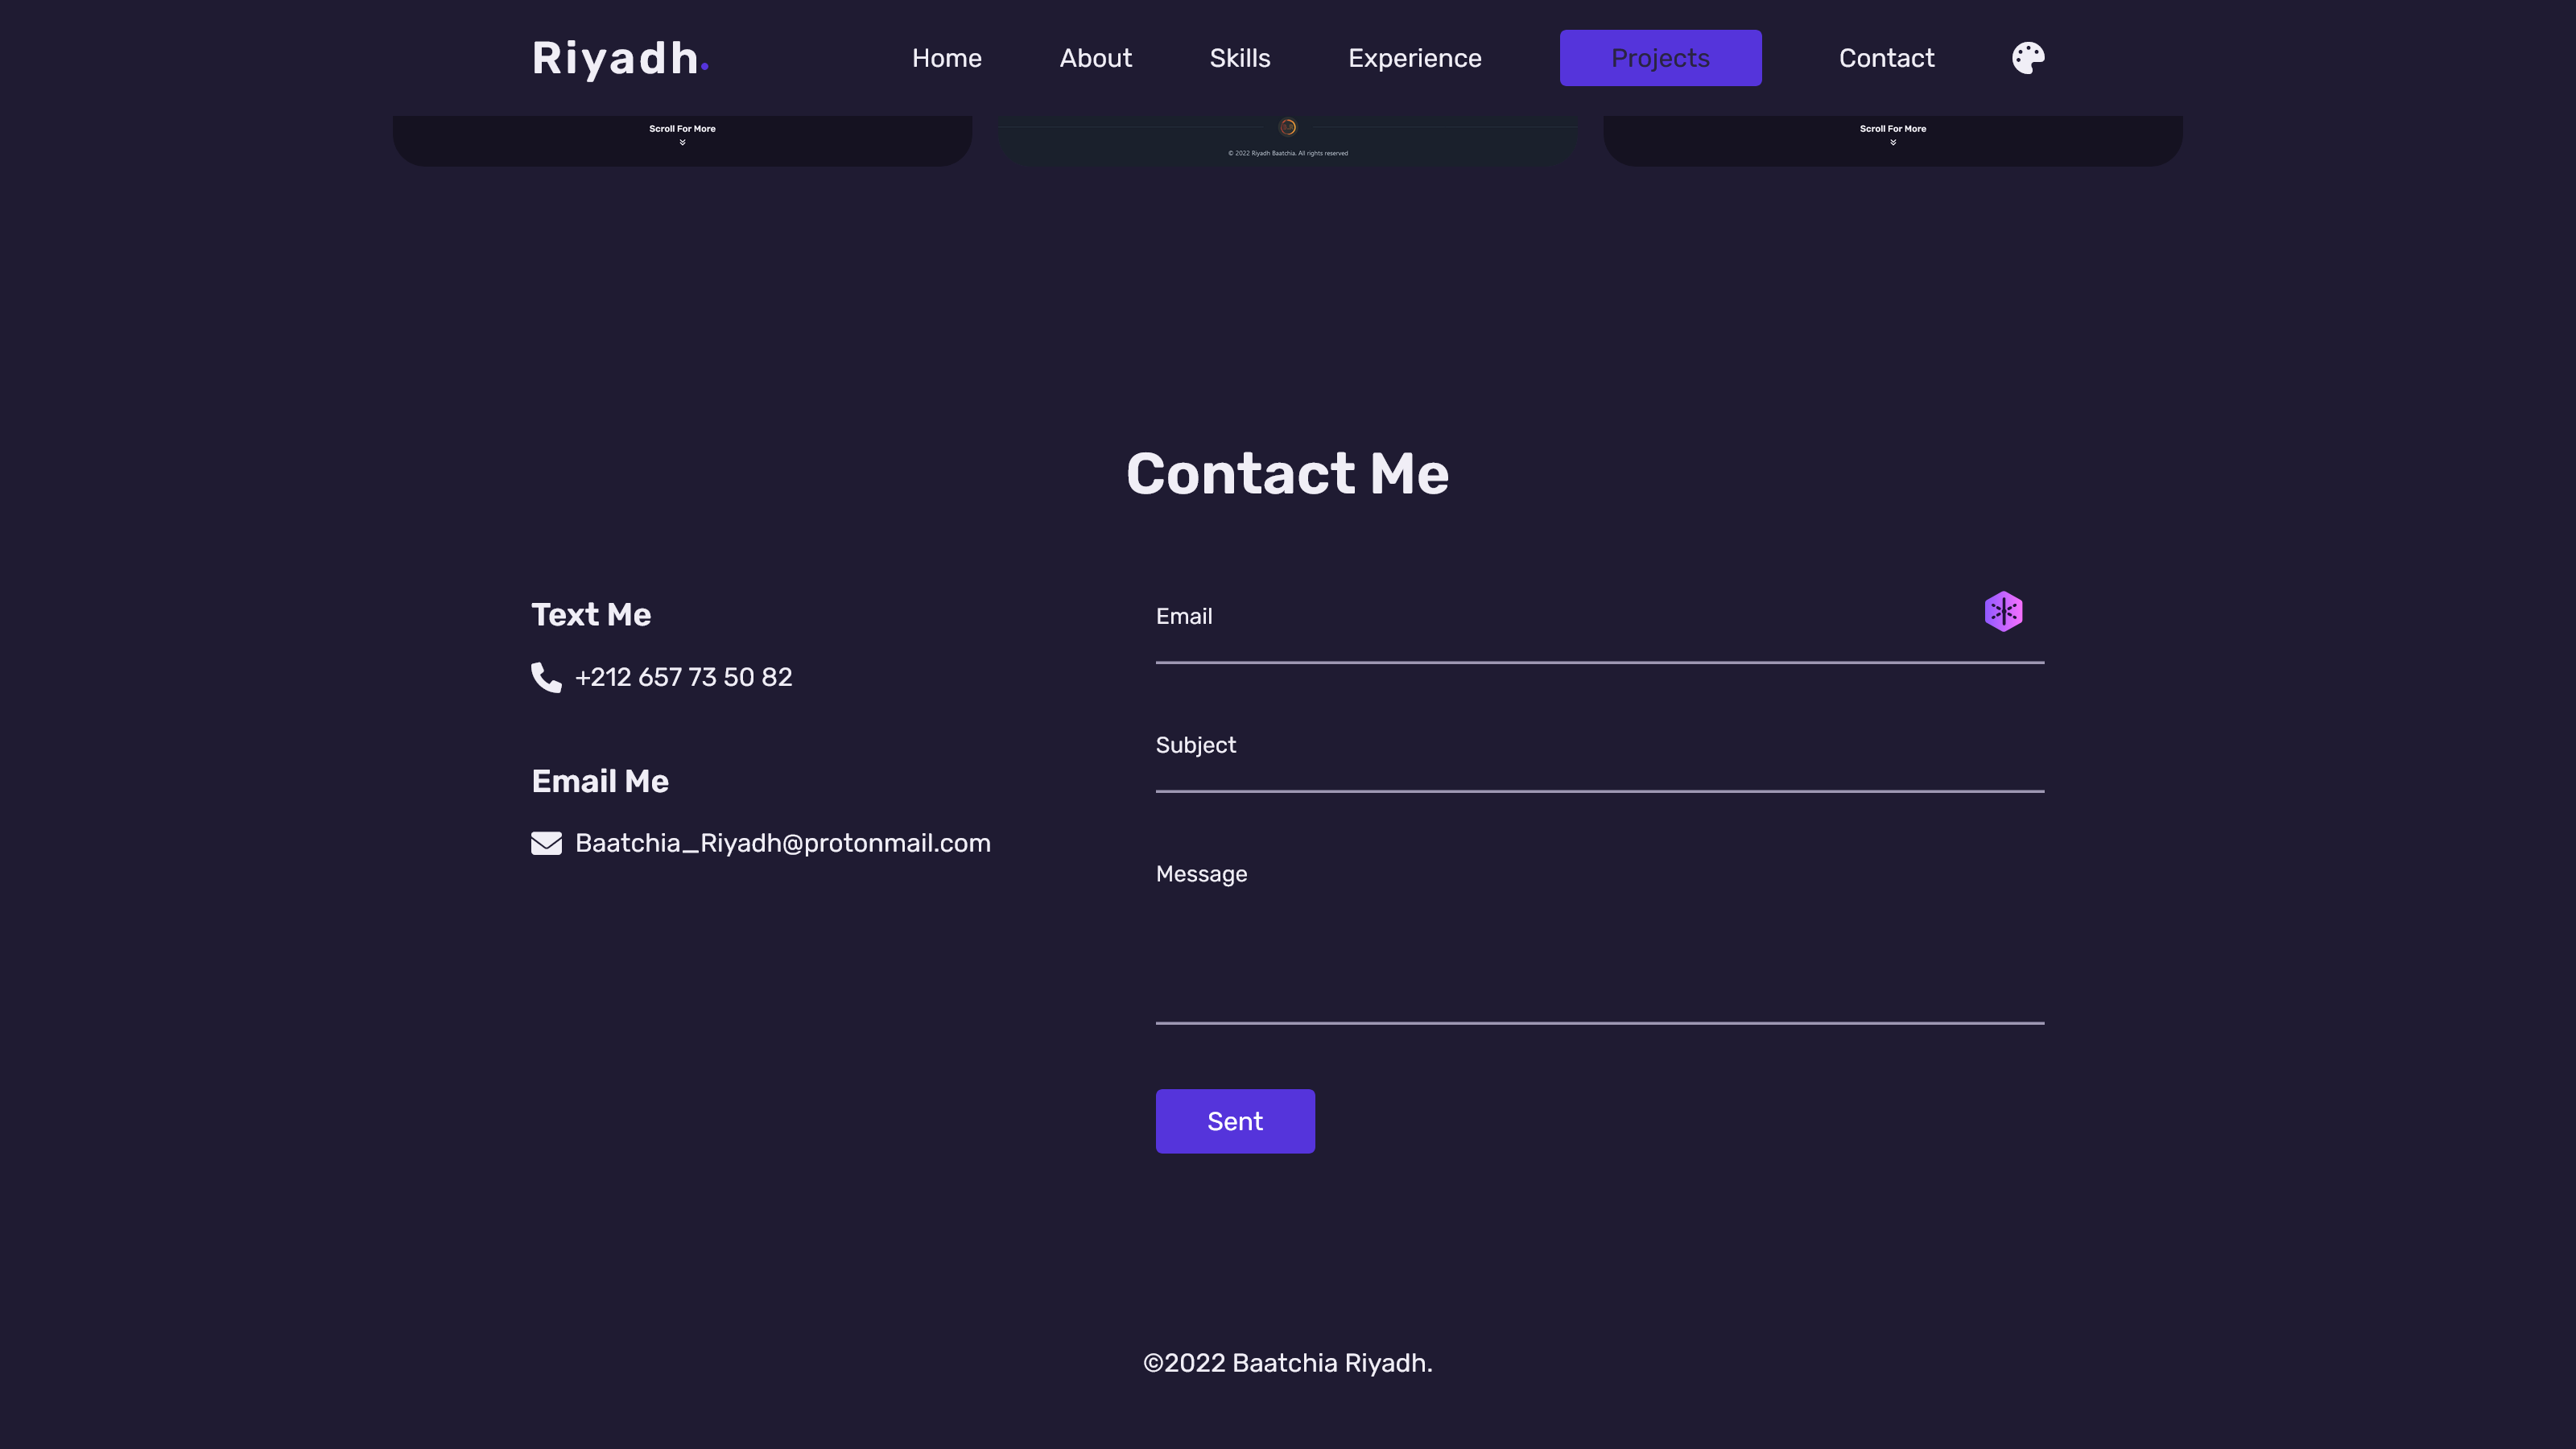 Riyadh.
Home About Skills Experience Projects Contact
Scroll For More
© 2022 Riyadh Baatchia. All rights reserved
Scroll For More
Contact Me
Text Me
+212 657 73 50 82
Email Me
Baatchia_Riyadh@protonmail.com
Email
Subject
Message
Sent
©2022 Baatchia Riyadh.